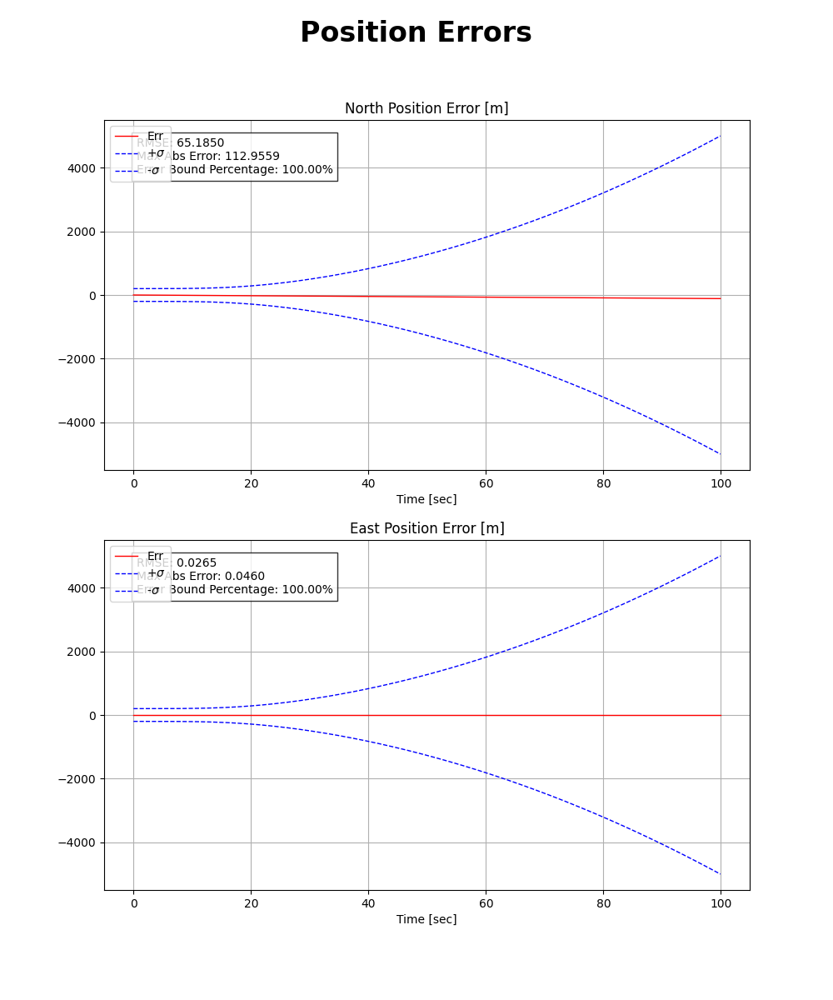 Position Errors
North Position Error [m]
Err
+σ
-σ
RMSE: 65.1850
Max Abs Error: 112.9559
Error Bound Percentage: 100.00%
4000
2000
0
−2000
−4000
0 20 40 60 80 100
Time [sec]
East Position Error [m]
Err
+σ
-σ
RMSE: 0.0265
Max Abs Error: 0.0460
Error Bound Percentage: 100.00%
4000
2000
0
−2000
−4000
0 20 40 60 80 100
Time [sec]